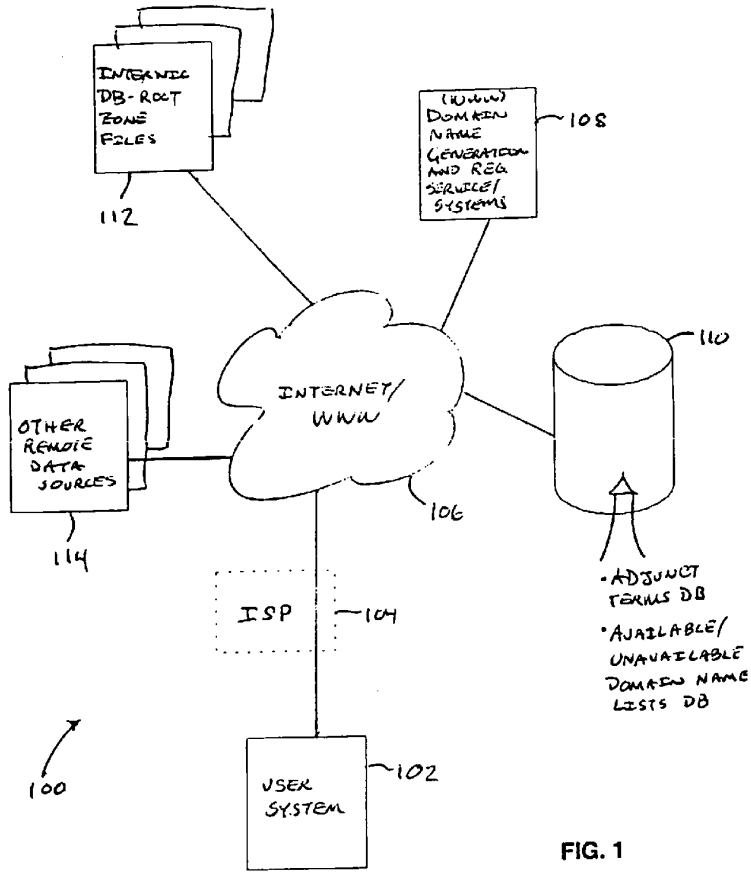 INTERNIC
DB-ROOT
ZONE
FILES
112
(WWW)
DOMAIN
NAME
GENERATION
AND REG
SERVICE/
SYSTEMS
108
INTERNET/
WWW
106
110
• ADJUNCT
TERMS DB
• AVAILABLE/
UNAVAILABLE
DOMAIN NAME
LISTS DB
OTHER
REMOTE
DATA
SOURCES
114
ISP
104
USER
SYSTEM
102
100
FIG. 1